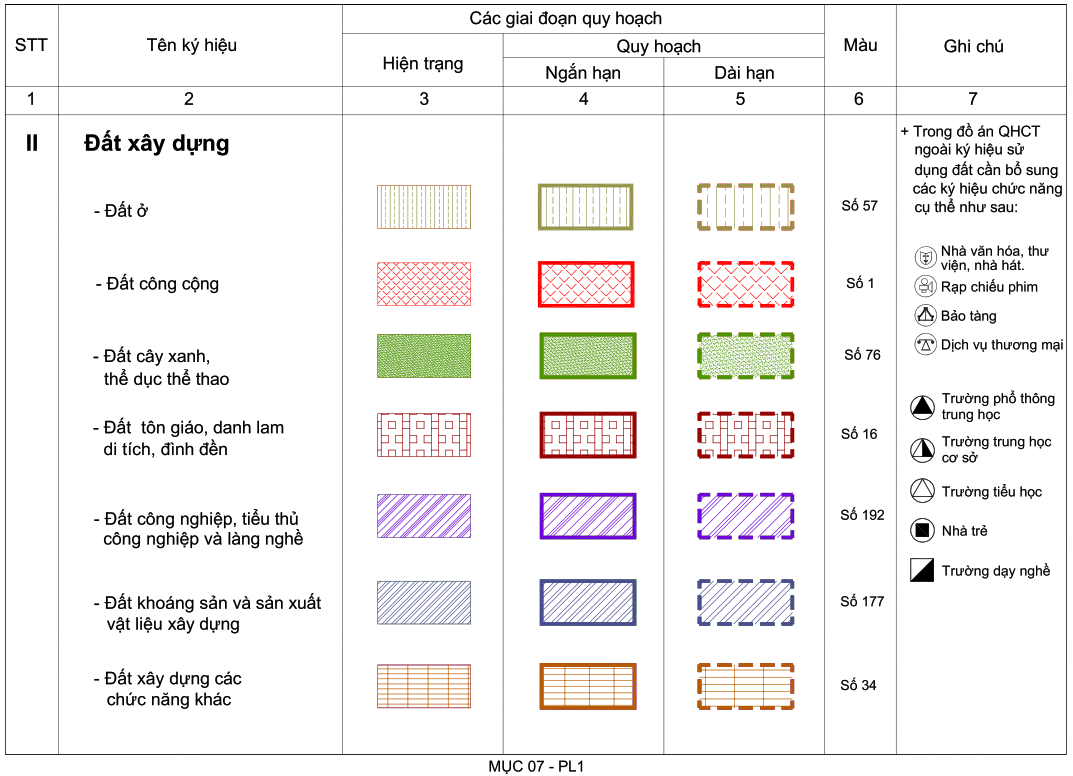 STT
Tên ký hiệu
Các giai đoạn quy hoạch
Hiện trạng
Quy hoạch
Ngắn hạn
Dài hạn
Màu
Ghi chú
1
2
3
4
5
6
7
II
Đất xây dựng
- Đất ở
Số 57
- Đất công cộng
Số 1
- Đất cây xanh,
thể dục thể thao
Số 76
- Đất tôn giáo, danh lam
di tích, đình đền
Số 16
- Đất công nghiệp, tiểu thủ
công nghiệp và làng nghề
Số 192
- Đất khoáng sản và sản xuất
vật liệu xây dựng
Số 177
- Đất xây dựng các
chức năng khác
Số 34
+ Trong đồ án QHCT
ngoài ký hiệu sử
dụng đất cần bổ sung
các ký hiệu chức năng
cụ thể như sau:
Nhà văn hóa, thư
viện, nhà hát.
Rạp chiếu phim
Bảo tàng
Dịch vụ thương mại
Trường phổ thông
trung học
Trường trung học
cơ sở
Trường tiểu học
Nhà trẻ
Trường dạy nghề
MỤC 07 - PL1